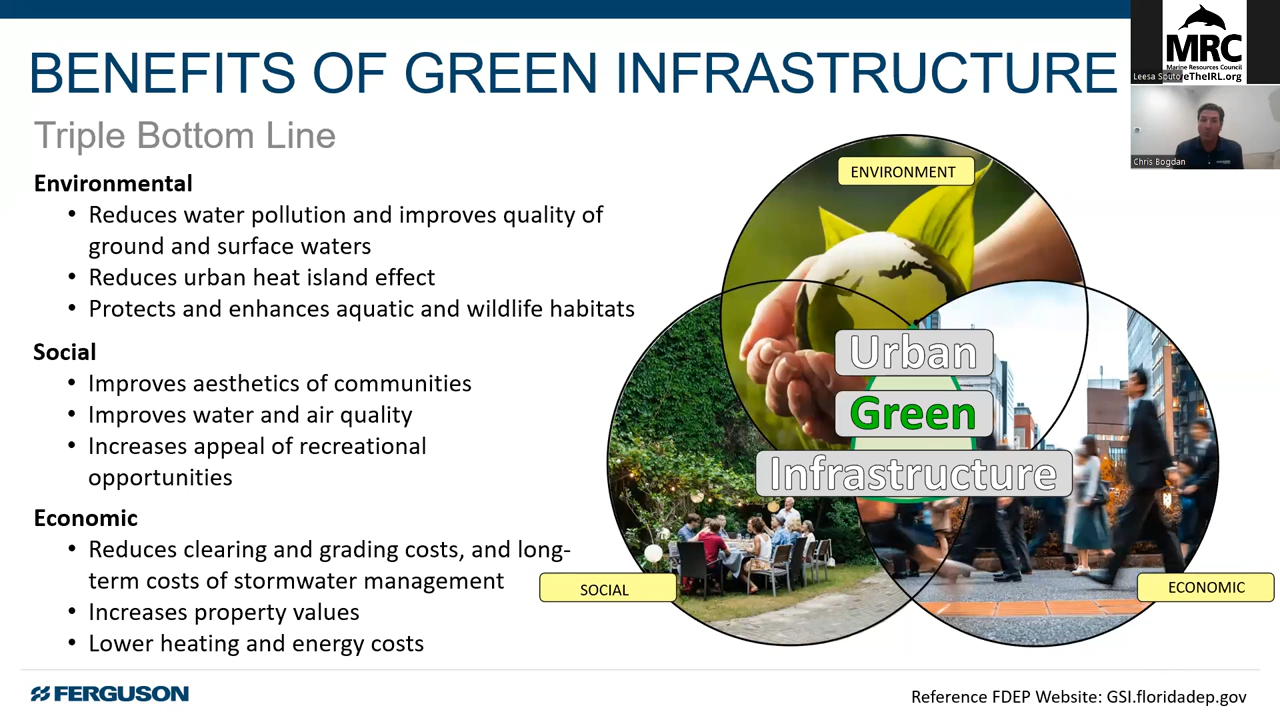 BENEFITS OF GREEN INFRASTRUCTURE
Triple Bottom Line
Environmental
• Reduces water pollution and improves quality of
ground and surface waters
• Reduces urban heat island effect
• Protects and enhances aquatic and wildlife habitats
Social
• Improves aesthetics of communities
• Improves water and air quality
• Increases appeal of recreational
opportunities
Economic
• Reduces clearing and grading costs, and long-
term costs of stormwater management
• Increases property values
• Lower heating and energy costs
ENVIRONMENT
Urban
Green
Infrastructure
SOCIAL
ECONOMIC
MRC
Marine Resources Council
Leesa
eTheIRL.org
Chris Bogdan
FERGUSON
Reference FDEP Website: GSI.floridadep.gov